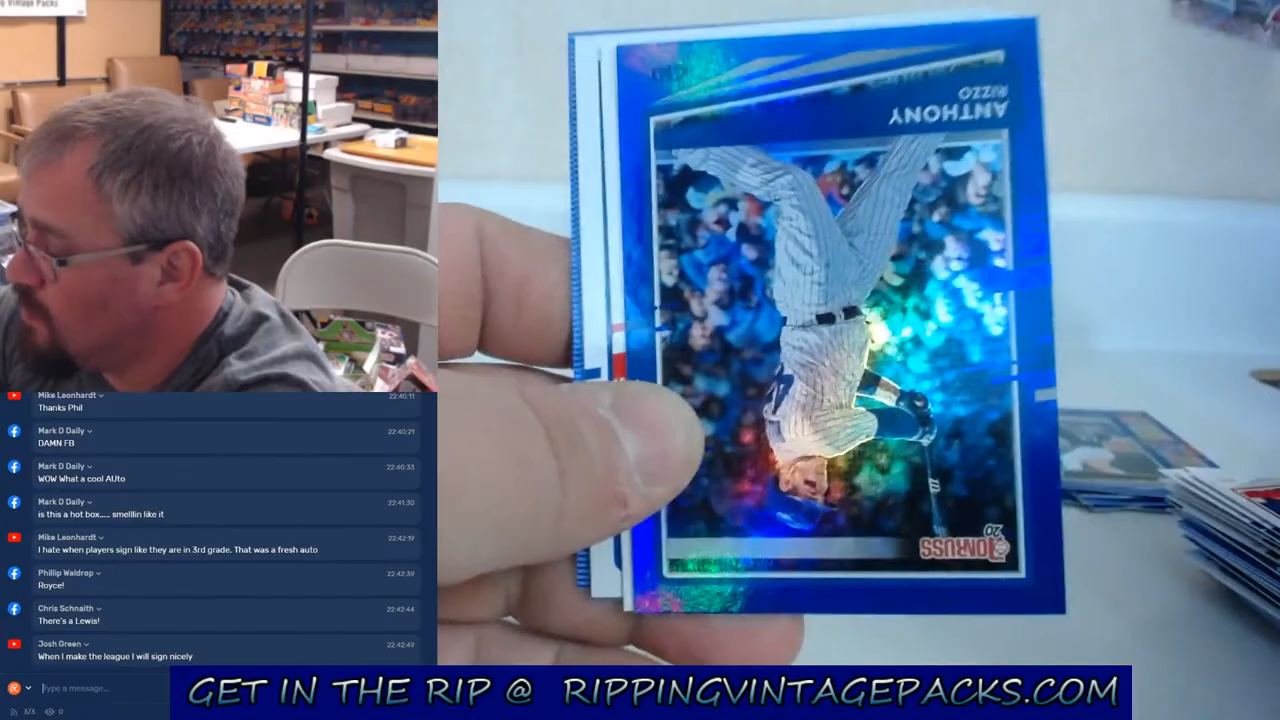 g Vintage Packs
Mike Leonhardt
22:40:11
Thanks Phil
Mark D Daily
22:40:21
DAMN FB
Mark D Daily
22:40:33
WOW What a cool AUto
Mark D Daily
22:41:30
is this a hot box..... smelllin like it
Mike Leonhardt
22:42:19
I hate when players sign like they are in 3rd grade. That was a fresh auto
Phillip Waldrop
22:42:39
Royce!
Chris Schnaith
22:42:44
There's a Lewis!
Josh Green
22:42:49
When I make the league I will sign nicely
Type a message...
3/3
0
ANTHONY
RIZZO
DONRUSS
20
GET IN THE RIP @ RIPPINGVINTAGEPACKS.COM